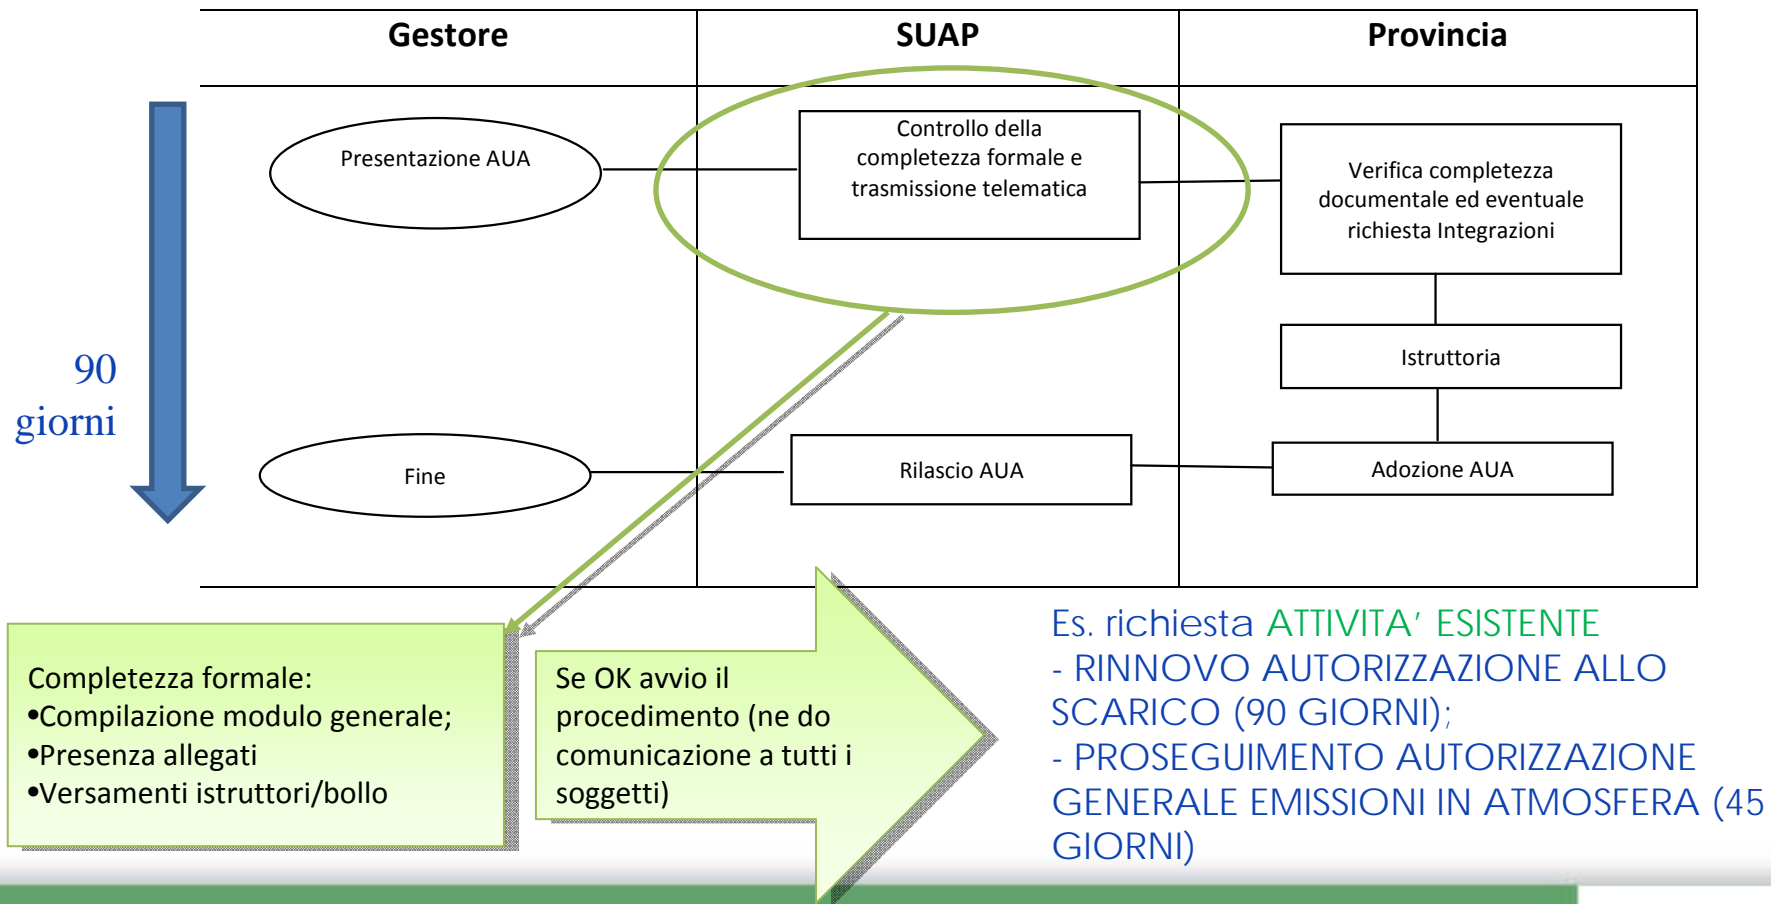 Gestore
SUAP
Provincia
Presentazione AUA
Controllo della
completezza formale e
trasmissione telematica
Verifica completezza
documentale ed eventuale
richiesta Integrazioni
Istruttoria
90
giorni
Fine
Rilascio AUA
Adozione AUA
Completezza formale:
•Compilazione modulo generale;
•Presenza allegati
•Versamenti istruttori/bollo
Se OK avvio il
procedimento (ne do
comunicazione a tutti i
soggetti)
Es. richiesta ATTIVITA’ ESISTENTE
- RINNOVO AUTORIZZAZIONE ALLO
SCARICO (90 GIORNI);
- PROSEGUIMENTO AUTORIZZAZIONE
GENERALE EMISSIONI IN ATMOSFERA (45
GIORNI)